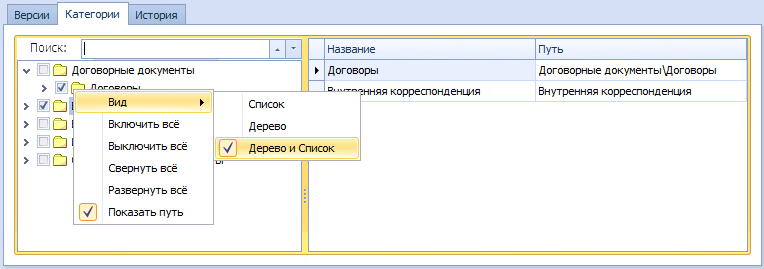 Версии Категории История
Поиск:
Название Путь
Договорные документы
Договоры Договорные документы\Договоры
Договоры
Внутренняя корреспонденция Внутренняя корреспонденция
Вид
Список
Включить всё
Дерево
Выключить всё
Дерево и Список
Свернуть всё
Развернуть всё
Показать путь